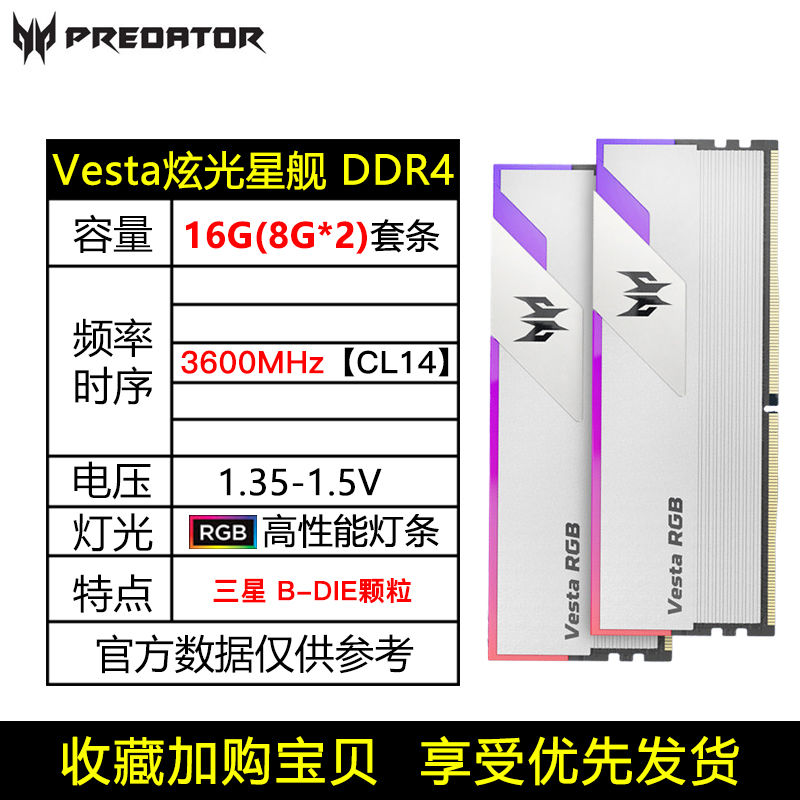 PREDATOR
Vesta炫光星舰 DDR4
容量 16G(8G*2)套条
频率
时序
3600MHz【CL14】
电压 1.35-1.5V
灯光 RGB 高性能灯条
特点 三星 B-DIE颗粒
官方数据仅供参考
Vesta RGB
Vesta RGB
收藏加购宝贝 享受优先发货